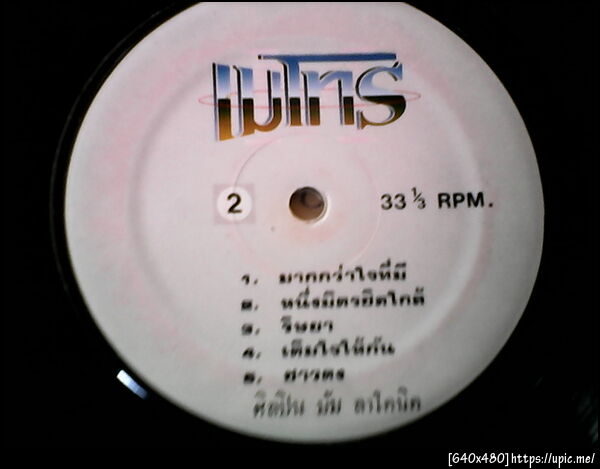 เมโทร
2
33 1/3 RPM.
๑. มากกว่าใจที่มี
๒. หนึ่งมิตรชิดใกล้
๓. ริษยา
๔. เต็มใจให้กัน
๕. สาวตรง
ศิลปิน มัม ลาโคนิค
[640x480]https://upic.me/